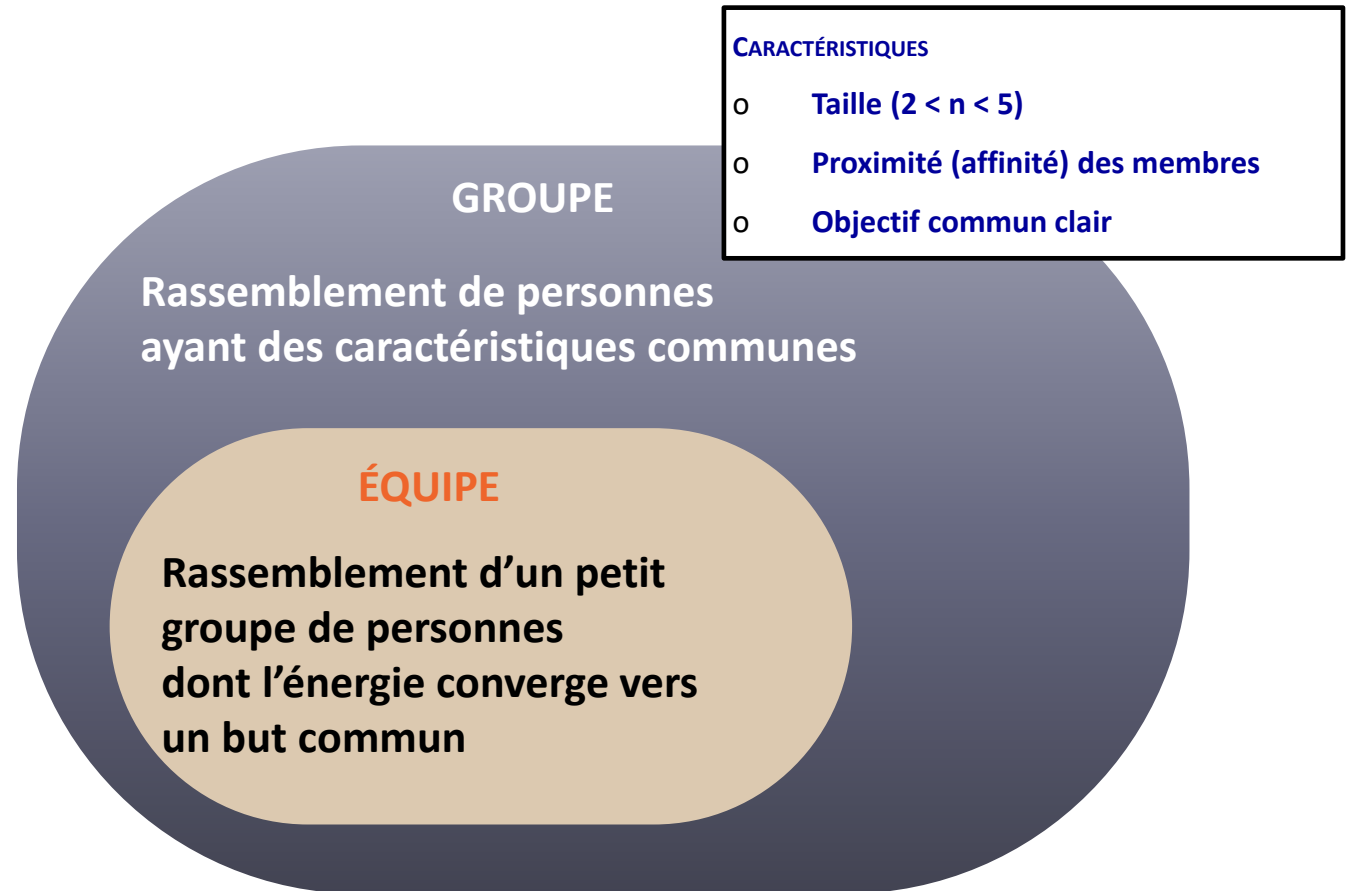 CARACTÉRISTIQUES
o Taille (2 < n < 5)
o Proximité (affinité) des membres
o Objectif commun clair
GROUPE
Rassemblement de personnes
ayant des caractéristiques communes
ÉQUIPE
Rassemblement d’un petit
groupe de personnes
dont l’énergie converge vers
un but commun